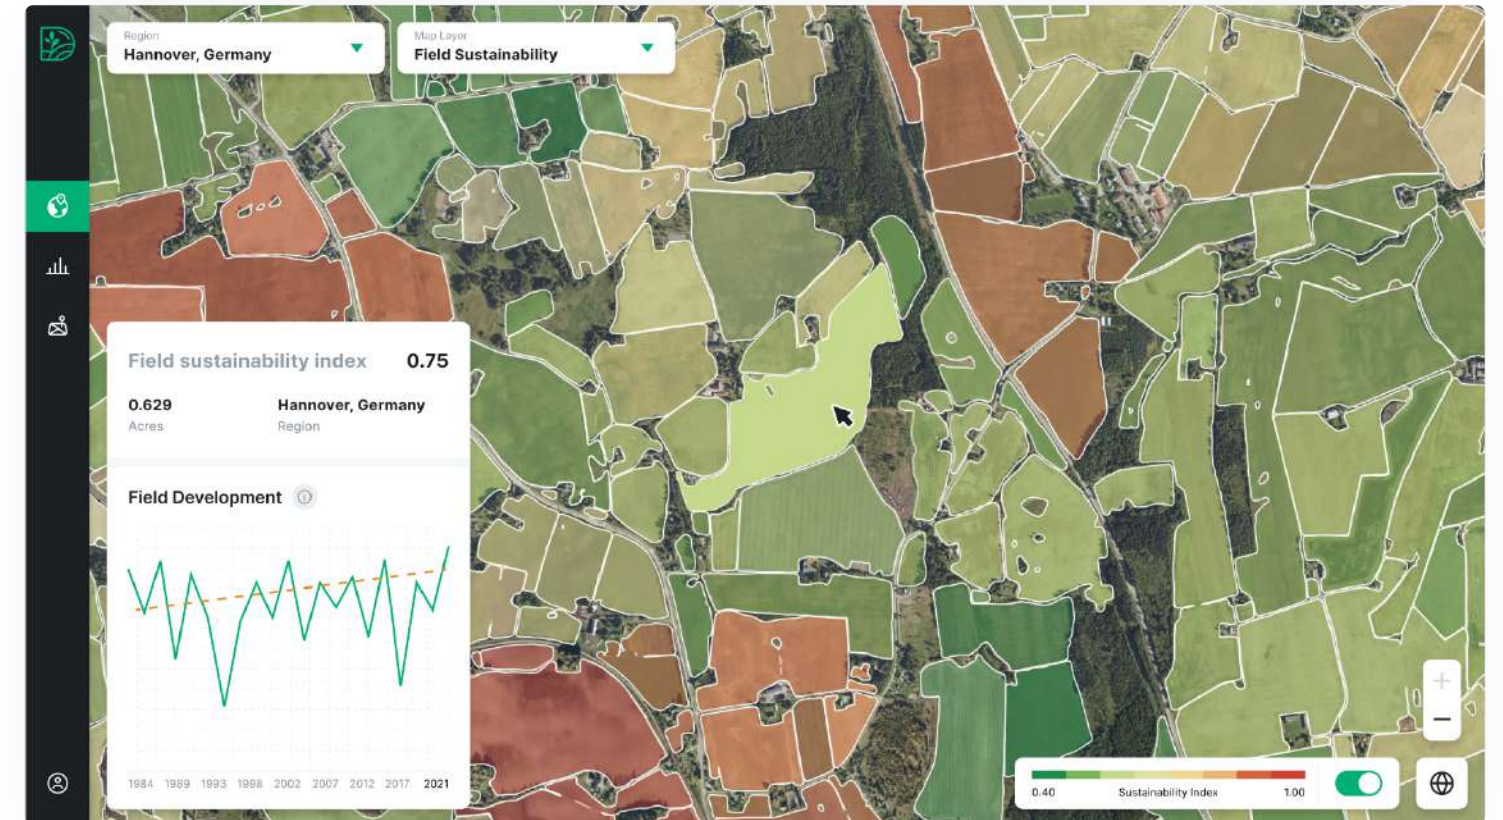 Region
Hannover, Germany
Map Layer
Field Sustainability
Field sustainability index 0.75
0.629 Hannover, Germany
Acres Region
Field Development
1984 1989 1993 1998 2002 2007 2012 2017 2021
0.40 Sustainability Index 1.00